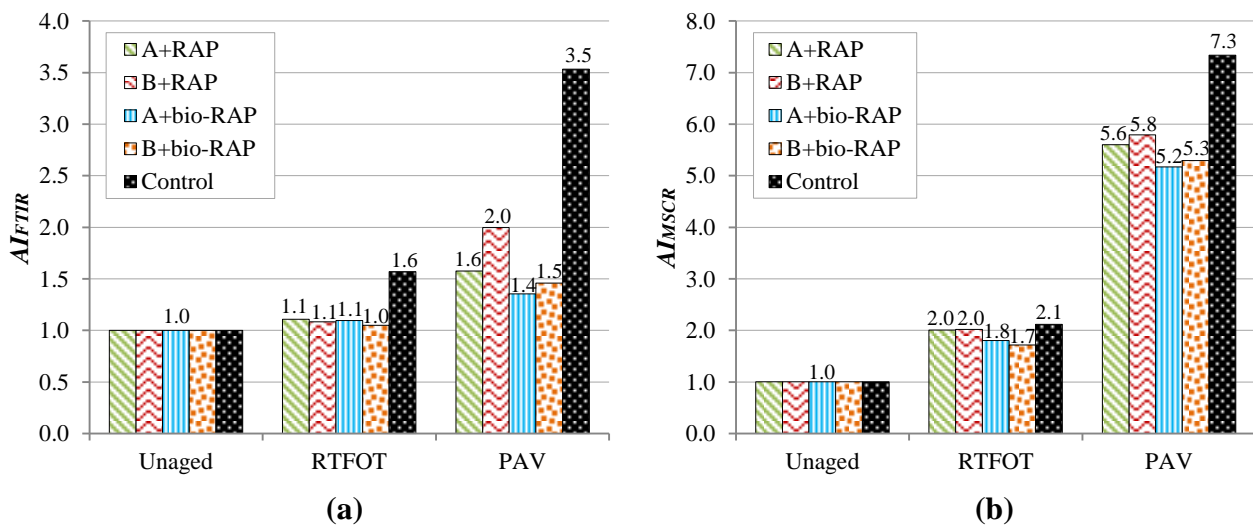 4.0
3.5
3.0
2.5
2.0
1.5
1.0
0.5
0.0
AI_FTIR
A+RAP
B+RAP
A+bio-RAP
B+bio-RAP
Control
1.0
1.1
1.1
1.1
1.0
1.6
1.6
2.0
1.4
1.5
3.5
Unaged
RTFOT
PAV
(a)
8.0
7.0
6.0
5.0
4.0
3.0
2.0
1.0
0.0
AI_MSCR
A+RAP
B+RAP
A+bio-RAP
B+bio-RAP
Control
1.0
2.0
2.0
1.8
1.7
2.1
5.6
5.8
5.2
5.3
7.3
Unaged
RTFOT
PAV
(b)